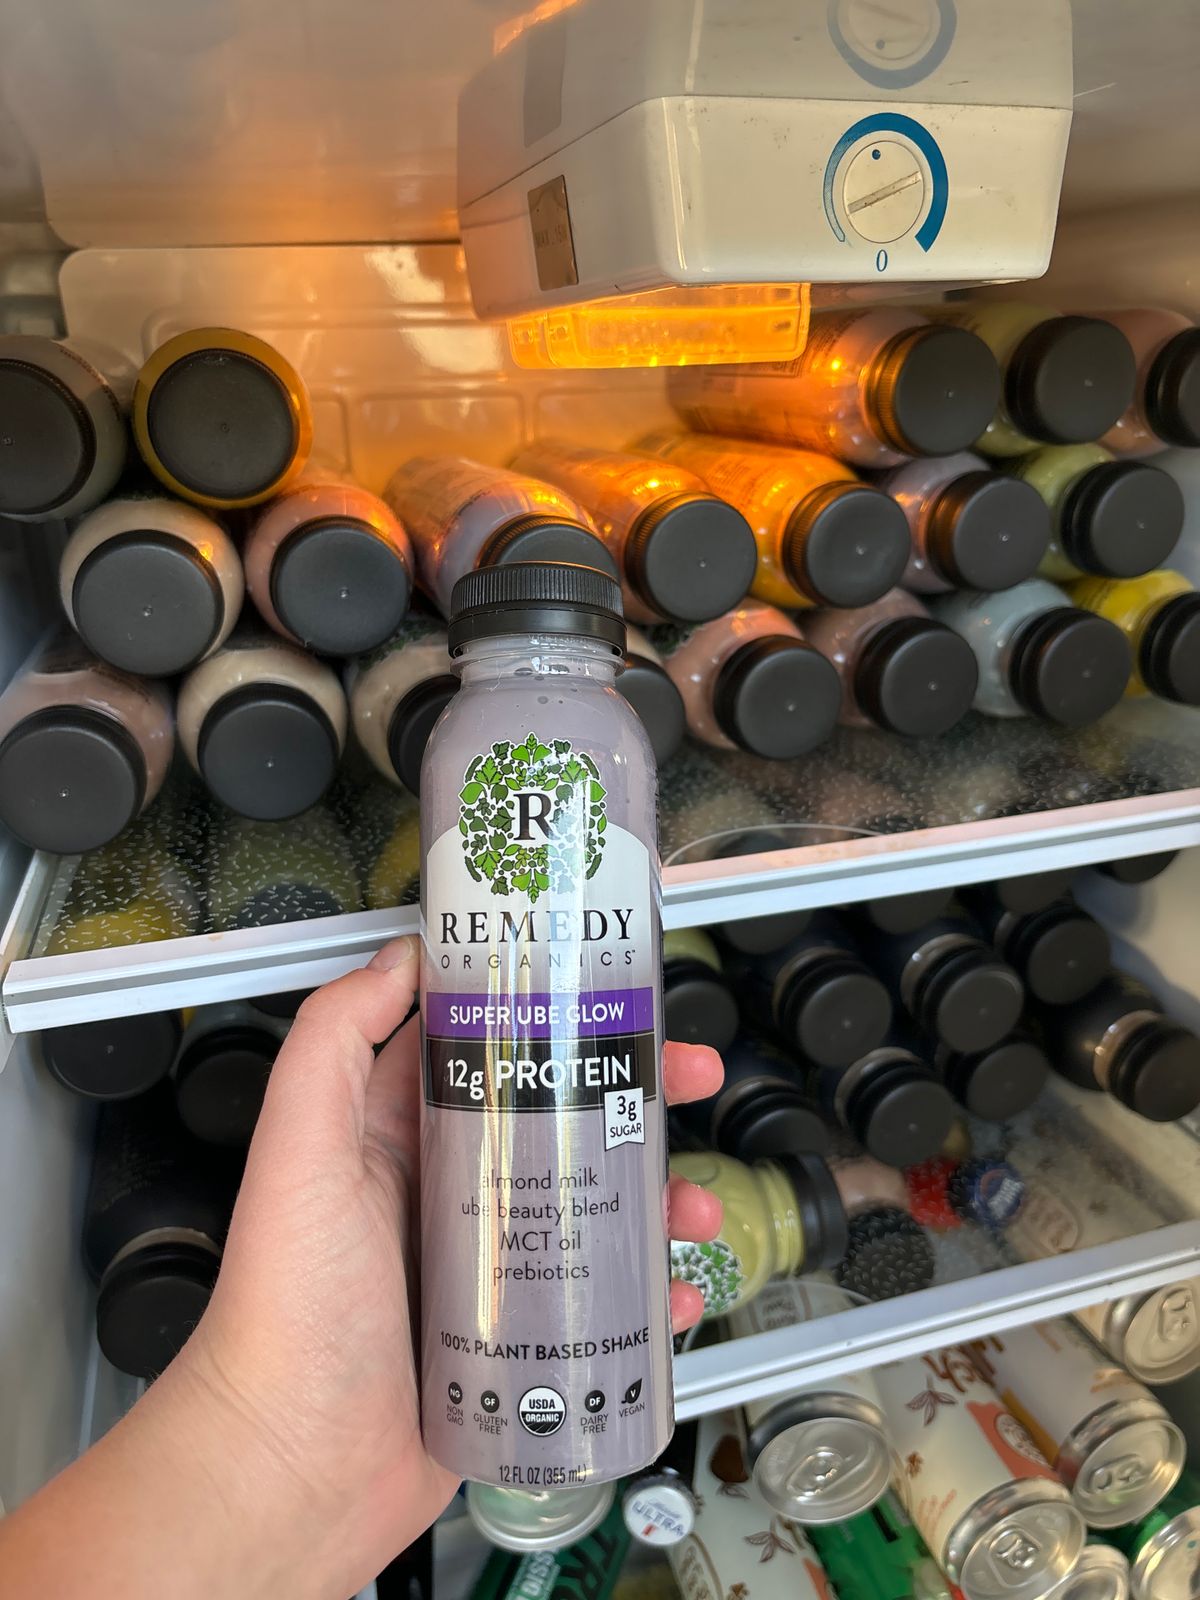 0
R
REMEDY
ORGANICS™
SUPER UBE GLOW
12g PROTEIN
3g
SUGAR
almond milk
ube beauty blend
MCT oil
prebiotics
100% PLANT BASED SHAKE
NG
NON
GMO
GF
GLUTEN
FREE
USDA
ORGANIC
DF
DAIRY
FREE
V
VEGAN
12 FL OZ (355 mL)
ULTRA